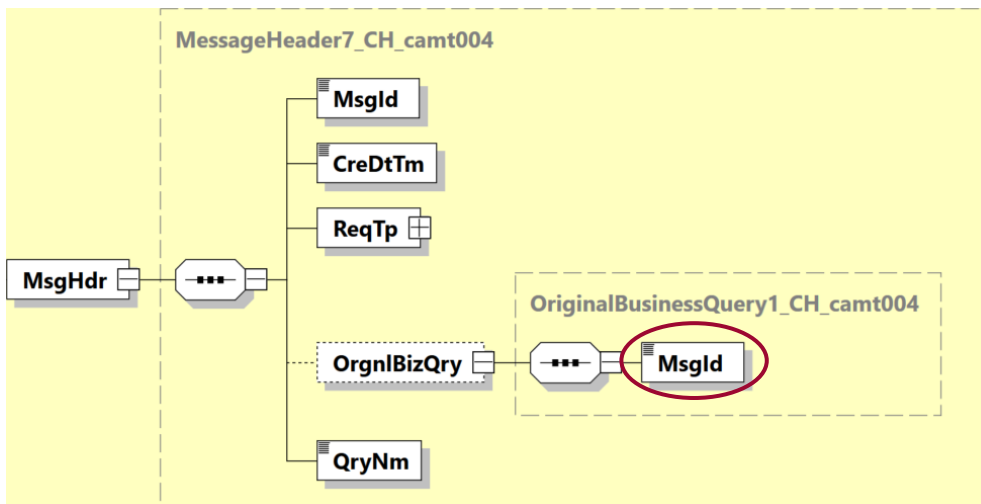 MessageHeader7_CH_camt004
MsgId
CreDtTm
ReqTp
MsgHdr
OriginalBusinessQuery1_CH_camt004
OrgnlBizQry
MsgId
QryNm